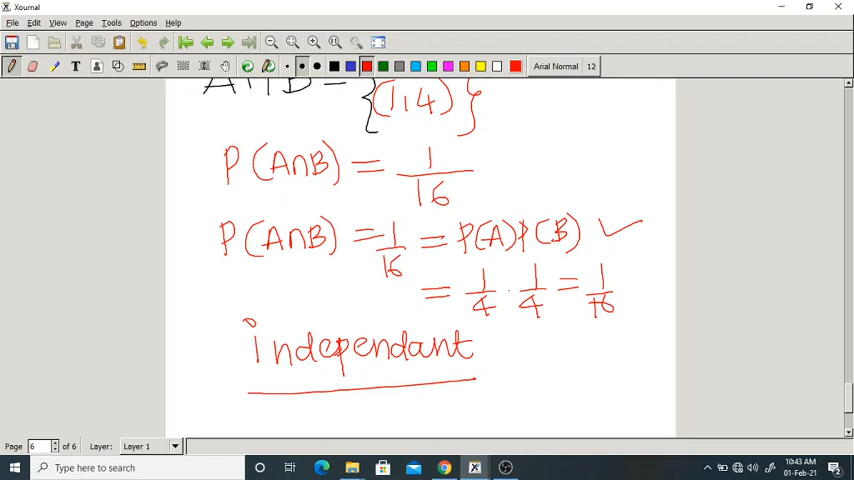 Xournal
File Edit View Page Tools Options Help
Arial Normal 12
A∩B = {(1,4)}
P(A∩B) = 1/16
P(A∩B) = 1/16 = P(A)P(B) ✓
= 1/4 · 1/4 = 1/16
independant
Page 6 of 6 Layer: Layer 1
Type here to search
10:43 AM
01-Feb-21
2